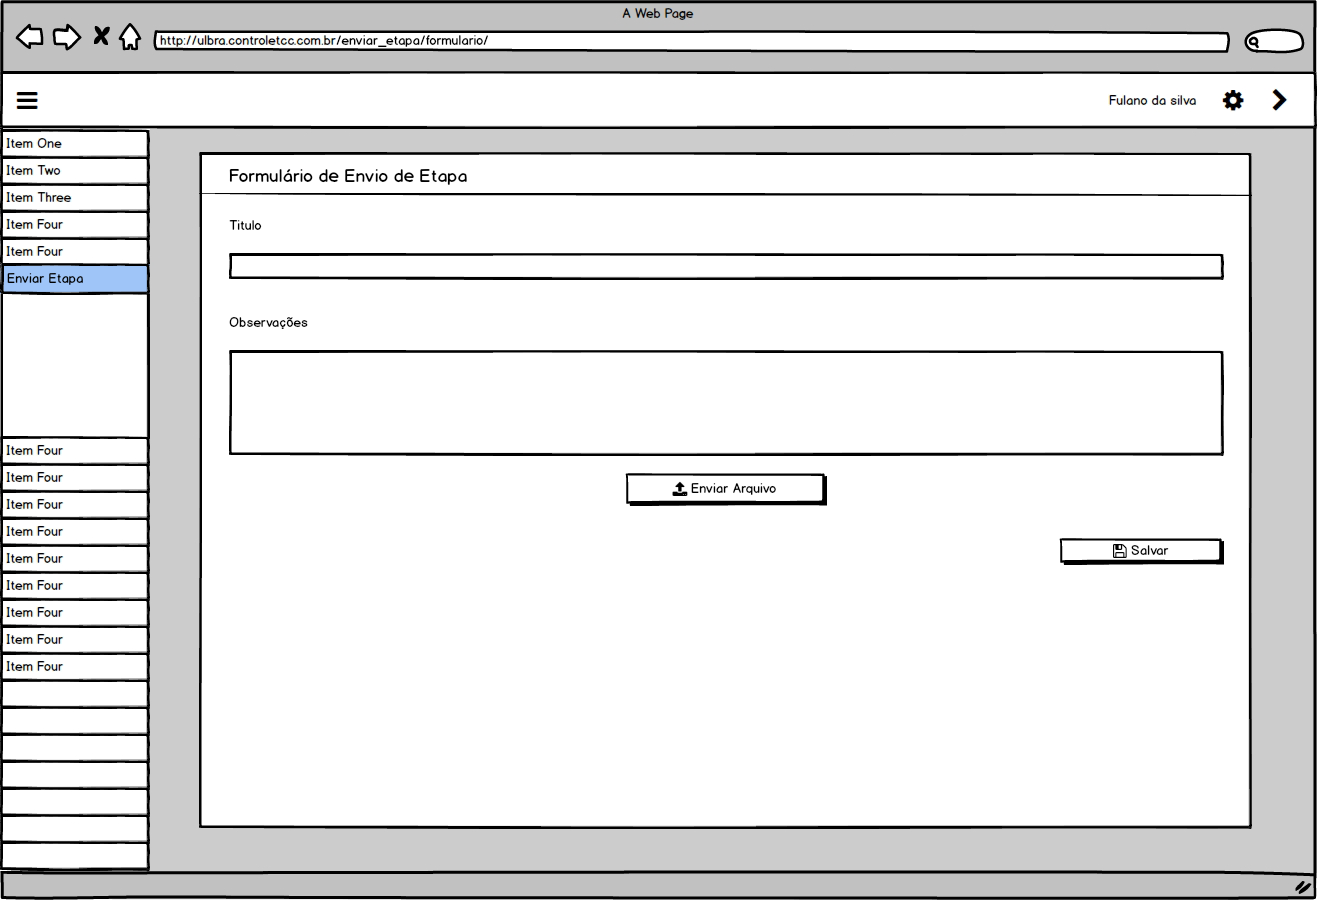 A Web Page
http://ulbra.controletcc.com.br/enviar_etapa/formulario/
Fulano da silva
Item One
Item Two
Item Three
Item Four
Item Four
Enviar Etapa
Item Four
Item Four
Item Four
Item Four
Item Four
Item Four
Item Four
Item Four
Item Four
Formulário de Envio de Etapa
Titulo
Observações
Enviar Arquivo
Salvar